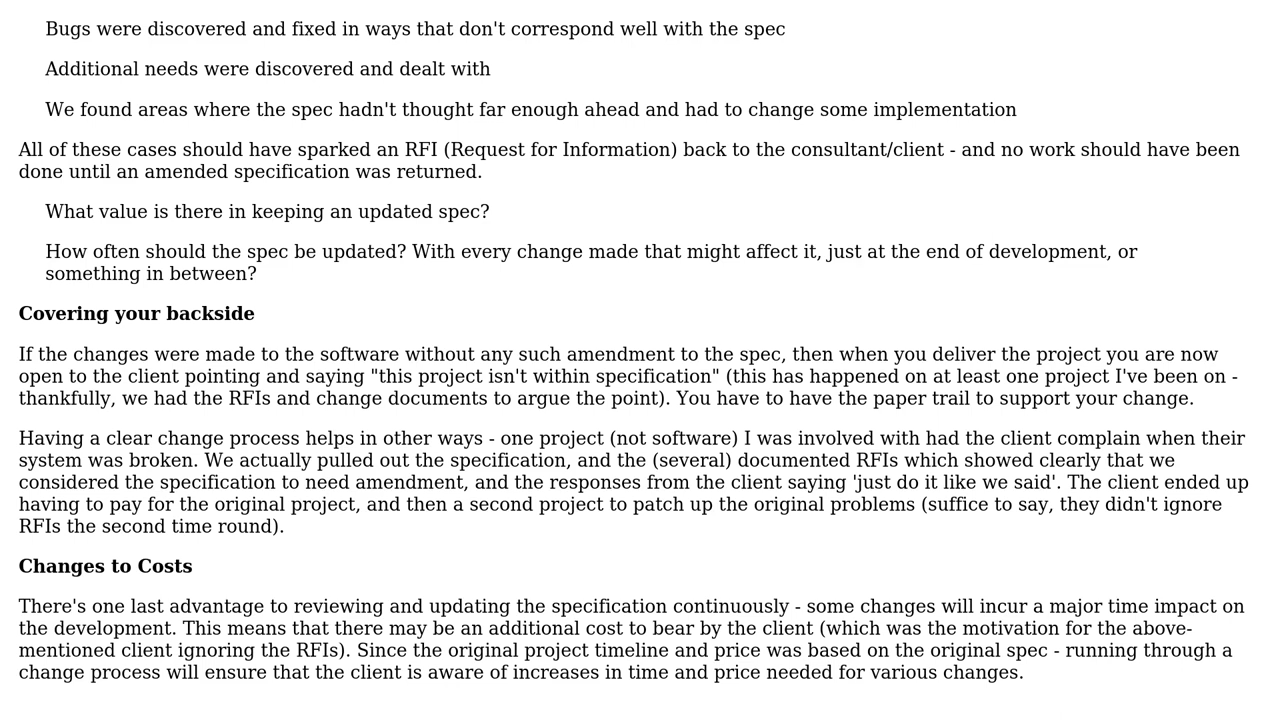 Bugs were discovered and fixed in ways that don't correspond well with the spec
Additional needs were discovered and dealt with
We found areas where the spec hadn't thought far enough ahead and had to change some implementation
All of these cases should have sparked an RFI (Request for Information) back to the consultant/client - and no work should have been
done until an amended specification was returned.
What value is there in keeping an updated spec?
How often should the spec be updated? With every change made that might affect it, just at the end of development, or
something in between?
Covering your backside
If the changes were made to the software without any such amendment to the spec, then when you deliver the project you are now
open to the client pointing and saying "this project isn't within specification" (this has happened on at least one project I've been on -
thankfully, we had the RFIs and change documents to argue the point). You have to have the paper trail to support your change.
Having a clear change process helps in other ways - one project (not software) I was involved with had the client complain when their
system was broken. We actually pulled out the specification, and the (several) documented RFIs which showed clearly that we
considered the specification to need amendment, and the responses from the client saying 'just do it like we said'. The client ended up
having to pay for the original project, and then a second project to patch up the original problems (suffice to say, they didn't ignore
RFIs the second time round).
Changes to Costs
There's one last advantage to reviewing and updating the specification continuously - some changes will incur a major time impact on
the development. This means that there may be an additional cost to bear by the client (which was the motivation for the above-
mentioned client ignoring the RFIs). Since the original project timeline and price was based on the original spec - running through a
change process will ensure that the client is aware of increases in time and price needed for various changes.